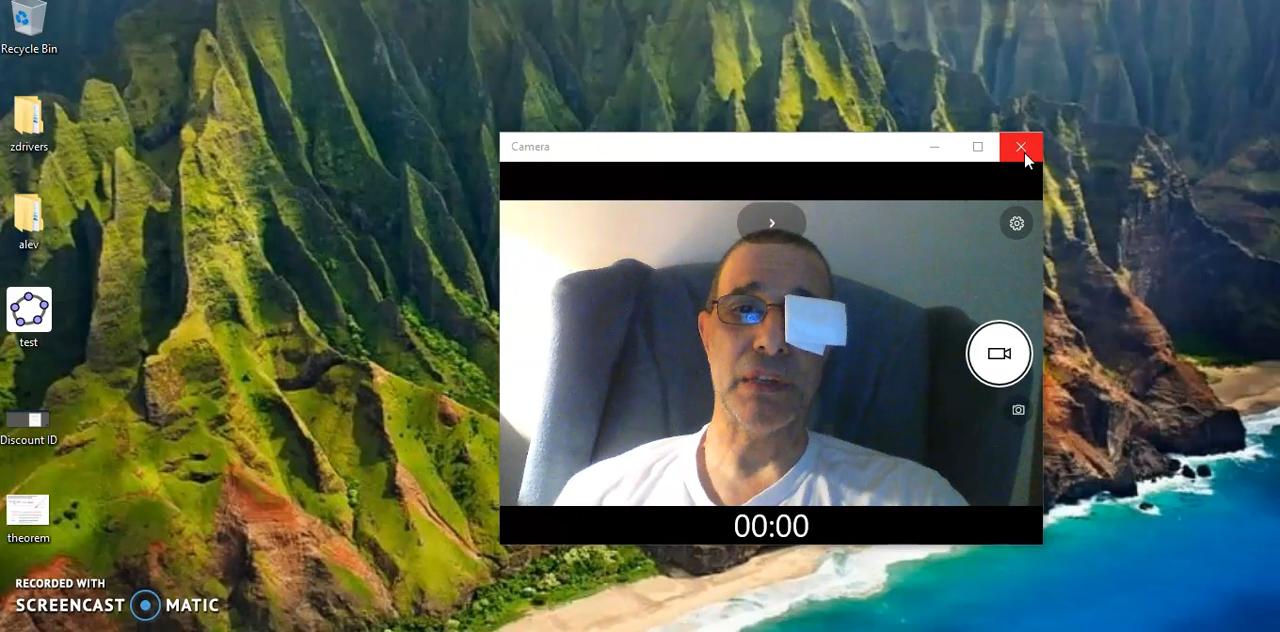 Recycle Bin
zdrivers
alev
test
Discount ID
theorem
Camera
00:00
RECORDED WITH
SCREENCAST MATIC